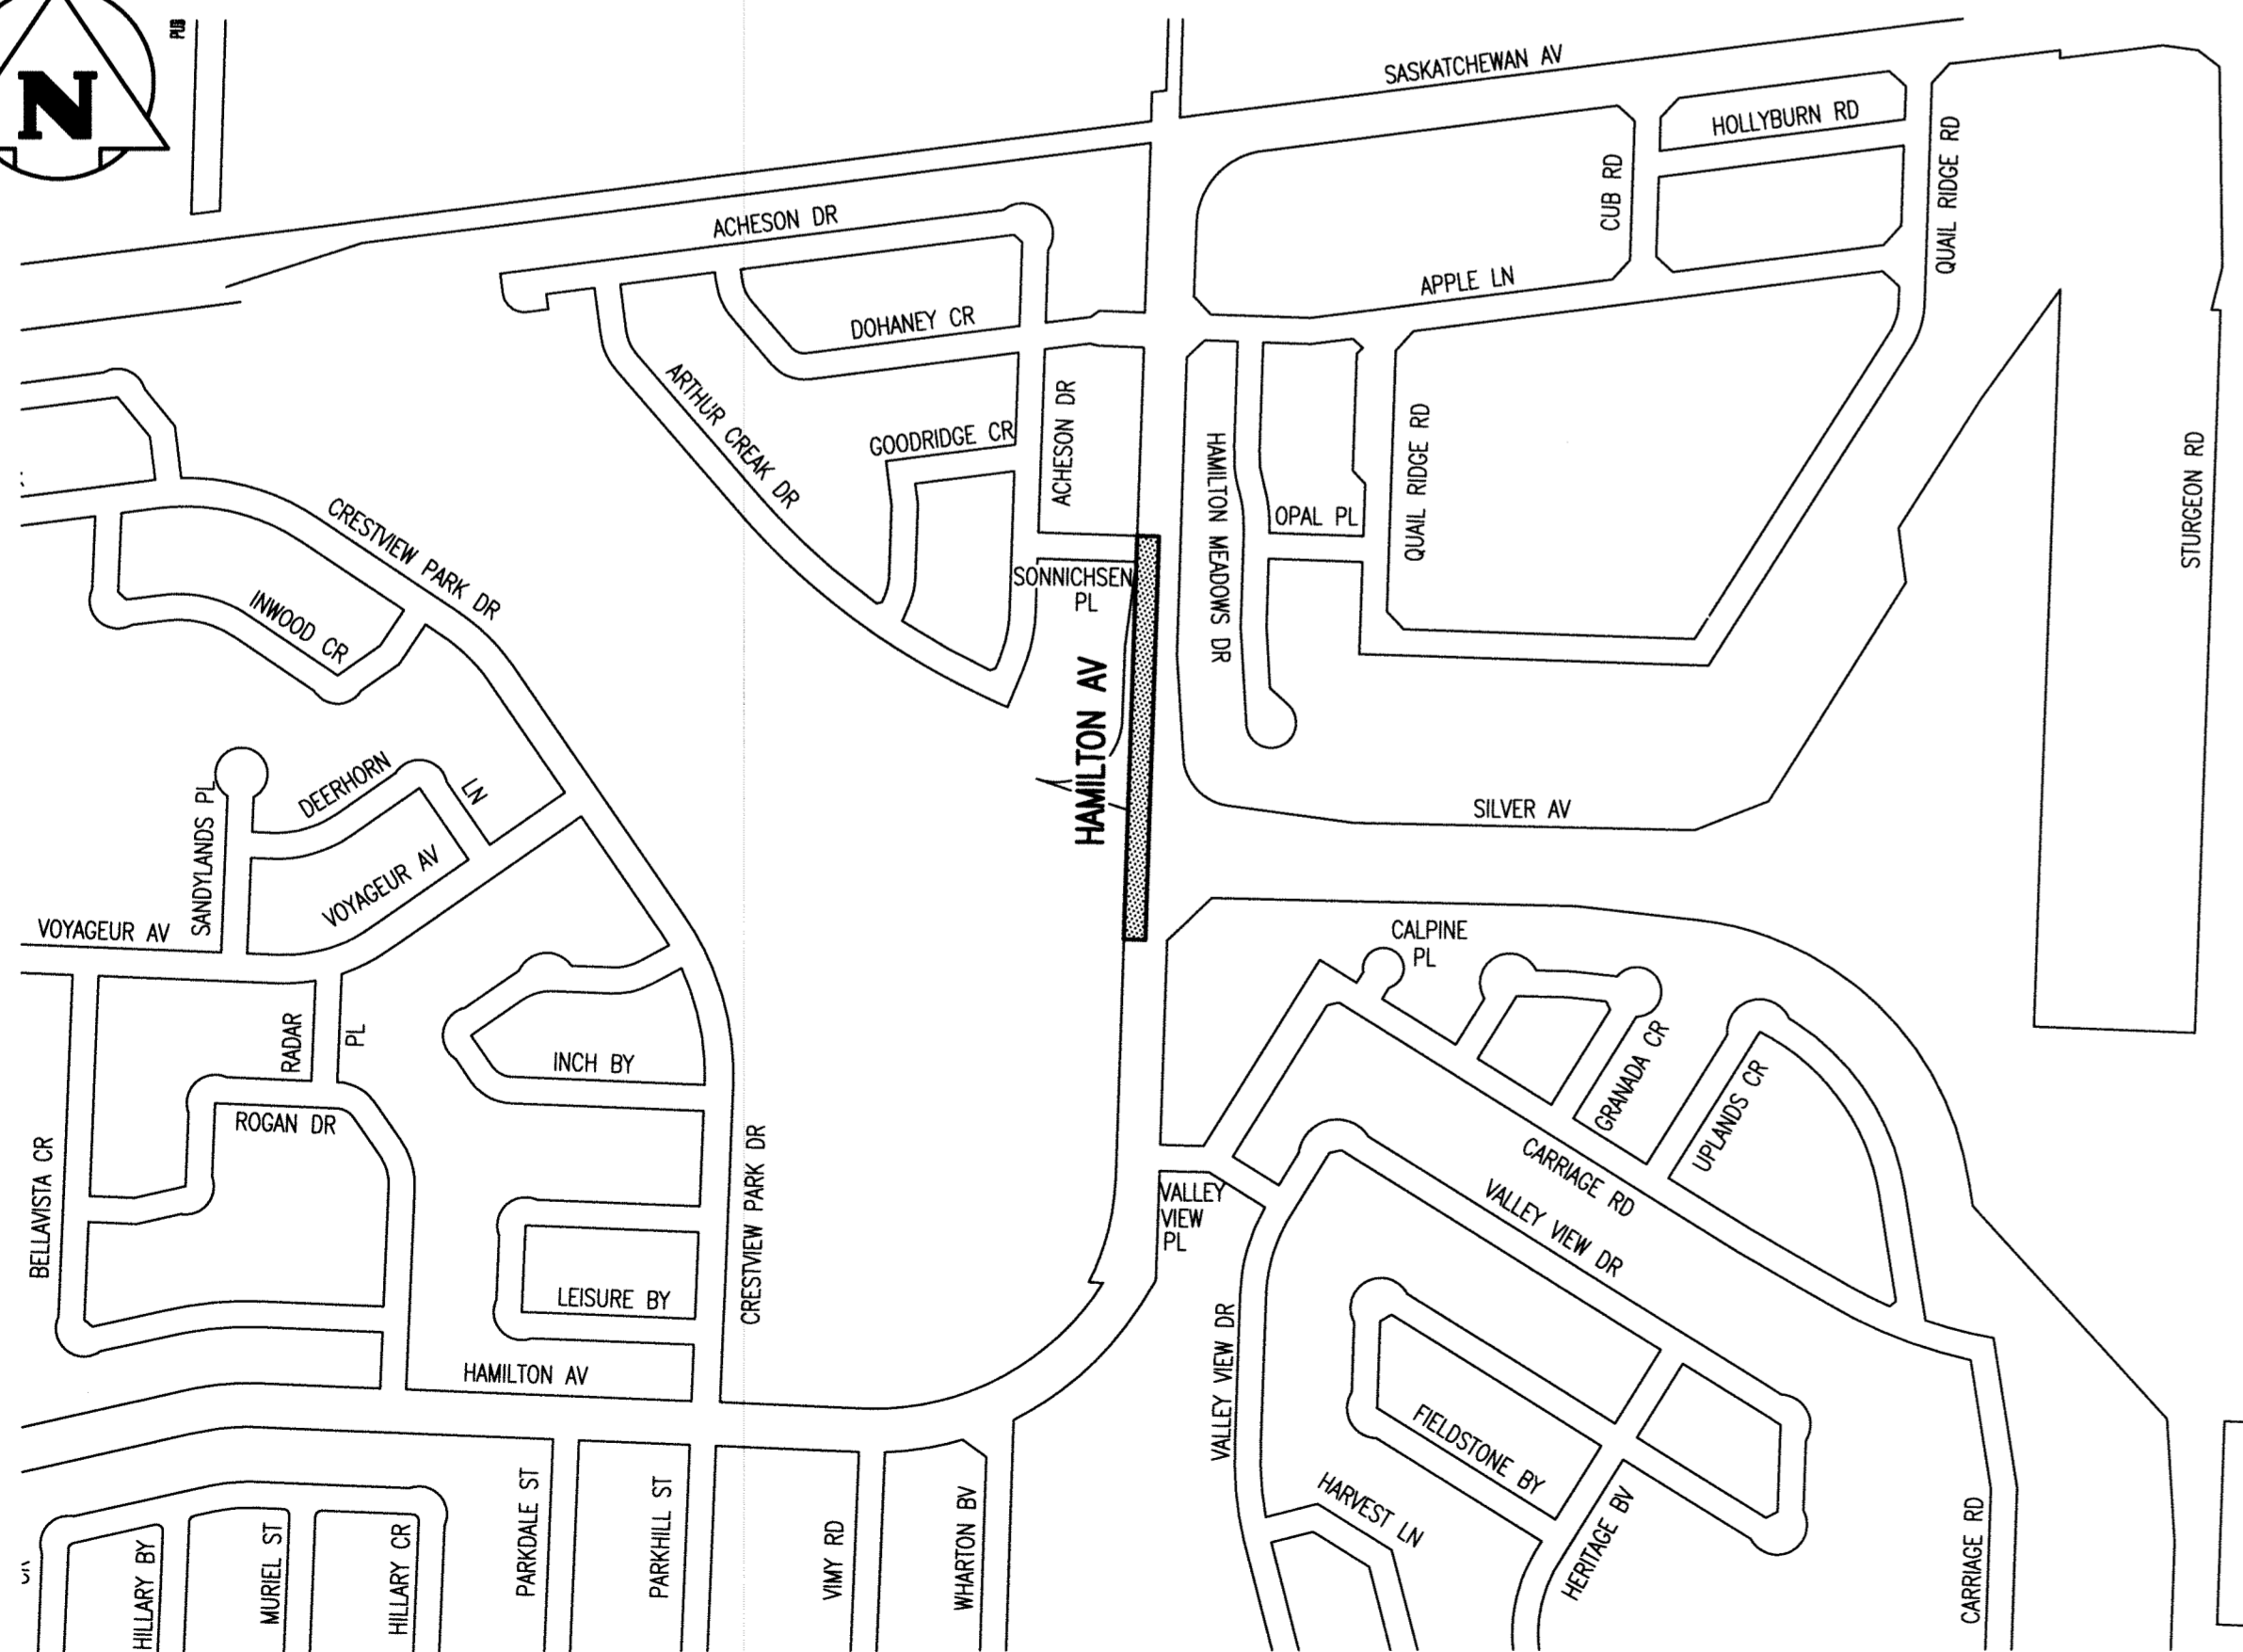 N
PUB
SASKATCHEWAN AV
HOLLYBURN RD
CUB RD
QUAIL RIDGE RD
ACHESON DR
APPLE LN
DOHANEY CR
ARTHUR CREAK DR
GOODRIDGE CR
ACHESON DR
HAMILTON MEADOWS DR
QUAIL RIDGE RD
OPAL PL
STURGEON RD
CRESTVIEW PARK DR
INWOOD CR
SONNICHSEN
PL
HAMILTON AV
SILVER AV
SANDYLANDS PL
DEERHORN
LN
VOYAGEUR AV
VOYAGEUR AV
CALPINE
PL
RADAR
PL
INCH BY
GRANADA CR
UPLANDS CR
ROGAN DR
BELLAVISTA CR
CRESTVIEW PARK DR
CARRIAGE RD
VALLEY
VIEW
PL
VALLEY VIEW DR
LEISURE BY
VALLEY VIEW DR
HAMILTON AV
FIELDSTONE BY
HARVEST LN
HERITAGE BV
CARRIAGE RD
PARKDALE ST
PARKHILL ST
VIMY RD
WHARTON BV
HILLARY BY
MURIEL ST
HILLARY CR